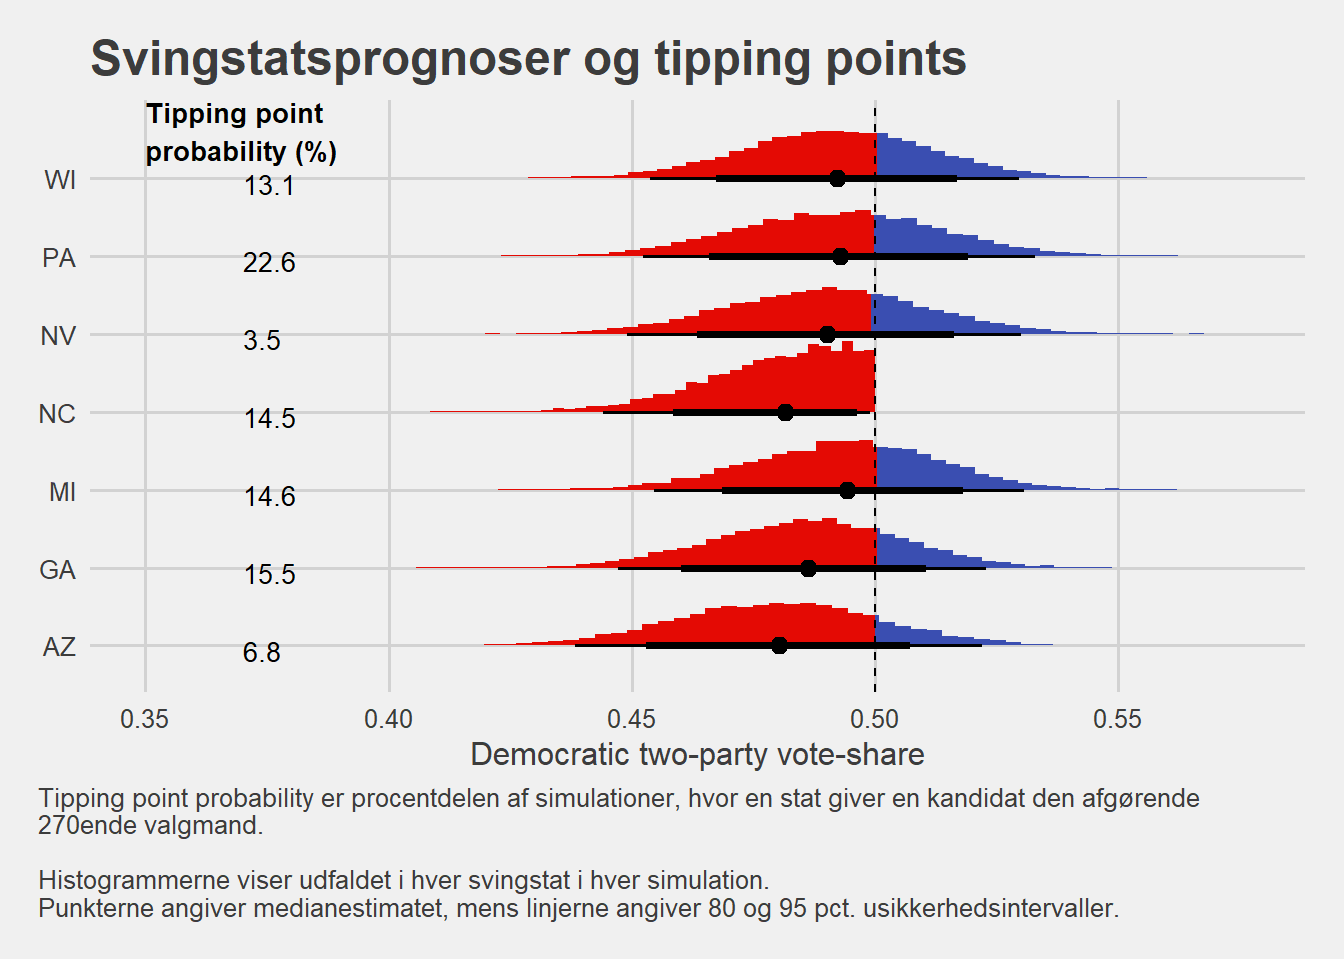 Svingstatsprognoser og tipping points
Tipping point
probability (%)
WI 13.1
PA 22.6
NV 3.5
NC 14.5
MI 14.6
GA 15.5
AZ 6.8
0.35 0.40 0.45 0.50 0.55
Democratic two-party vote-share
Tipping point probability er procentdelen af simulationer, hvor en stat giver en kandidat den afgørende
270ende valgmand.
Histogrammerne viser udfaldet i hver svingstat i hver simulation.
Punkterne angiver medianestimatet, mens linjerne angiver 80 og 95 pct. usikkerhedsintervaller.